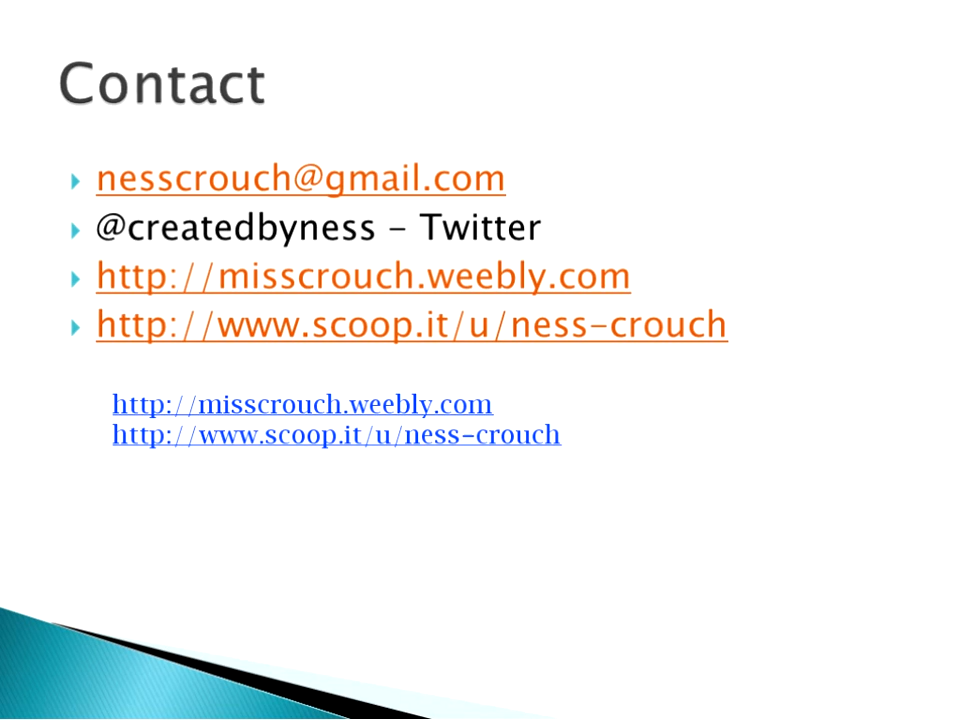 Contact
nesscrouch@gmail.com
@createdbyness - Twitter
http://misscrouch.weebly.com
http://www.scoop.it/u/ness-crouch
http://misscrouch.weebly.com
http://www.scoop.it/u/ness-crouch